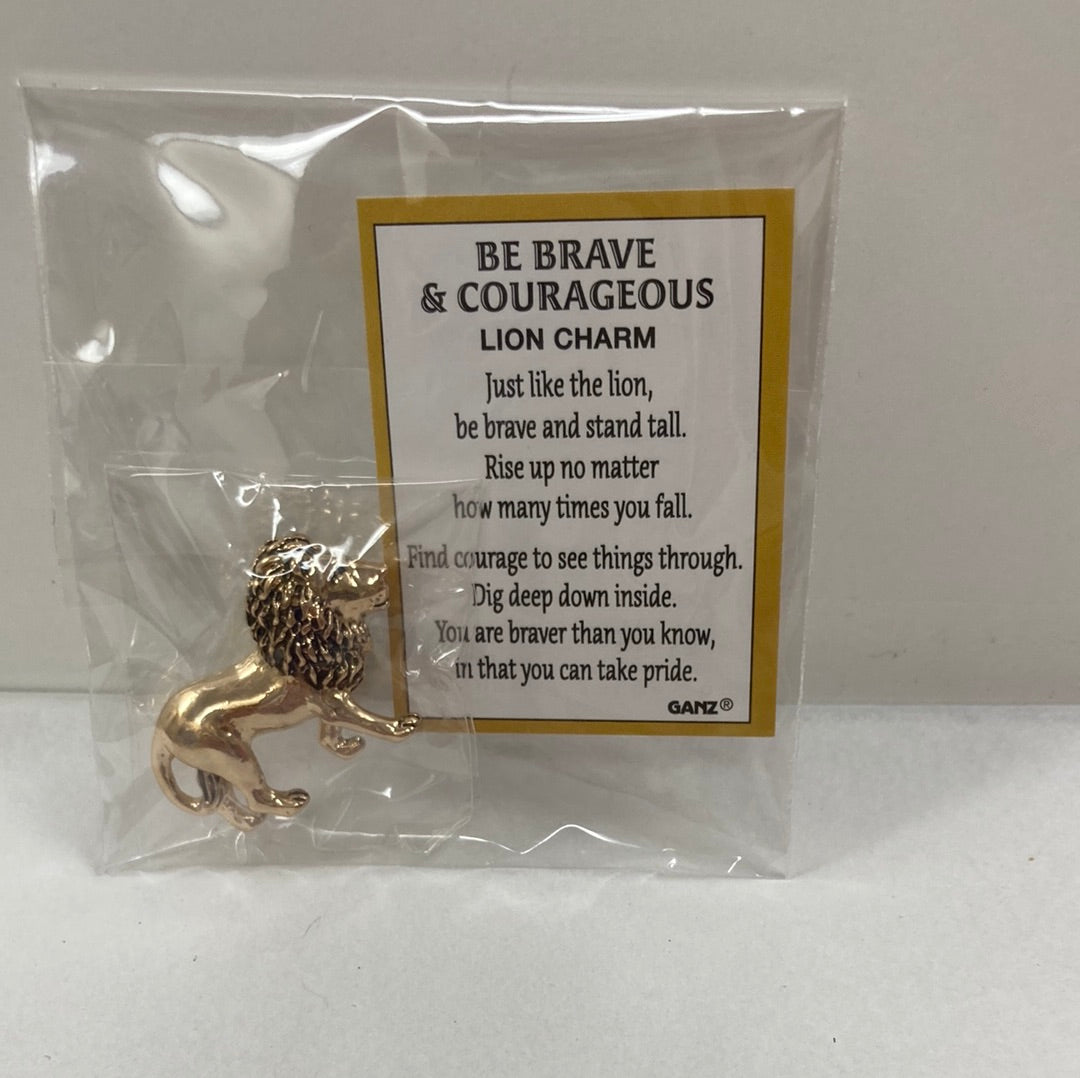 BE BRAVE
& COURAGEOUS
LION CHARM
Just like the lion,
be brave and stand tall.
Rise up no matter
how many times you fall.
Find courage to see things through.
Dig deep down inside.
You are braver than you know,
in that you can take pride.
GANZ®